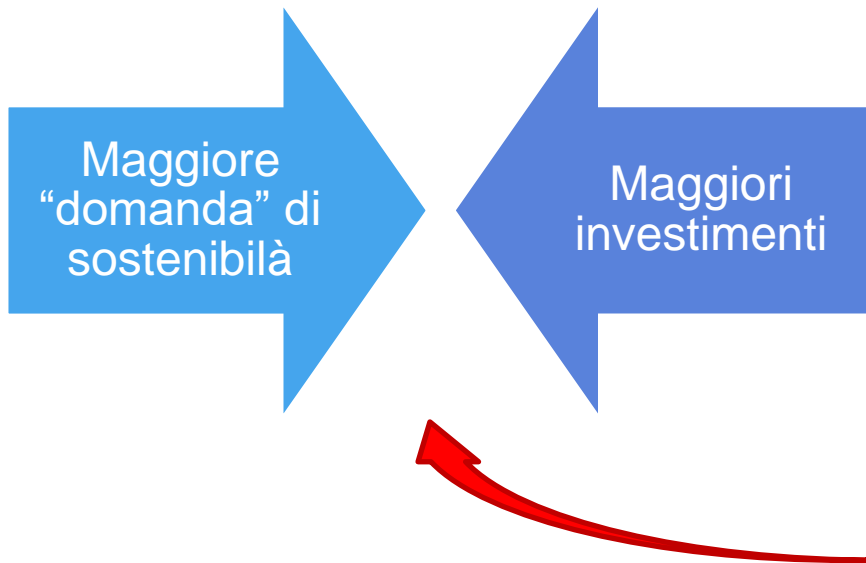 Maggiore
“domanda” di
sostenibilà
Maggiori
investimenti